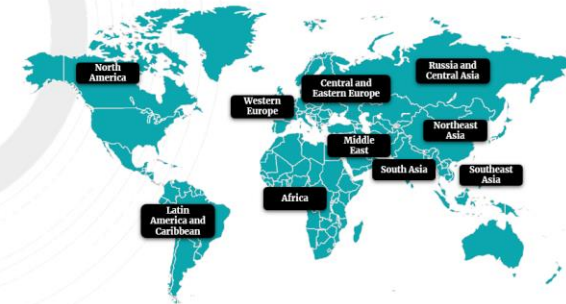 North
America
Russia and
Central Asia
Central and
Eastern Europe
Western
Europe
Northeast
Asia
Middle
East
South Asia
Southeast
Asia
Africa
Latin
America and
Caribbean